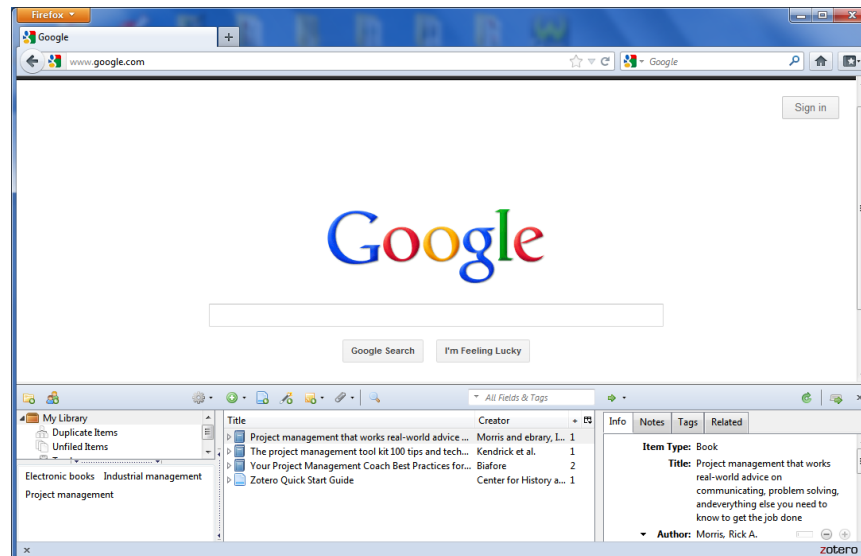 Firefox
Google
www.google.com
Google
Sign in
Google
Google Search I'm Feeling Lucky
All Fields & Tags
My Library
Duplicate Items
Unfiled Items
Electronic books Industrial management
Project management
Title Creator
Project management that works real-world advice ... Morris and ebrary, I... 1
The project management tool kit 100 tips and tech... Kendrick et al. 1
Your Project Management Coach Best Practices for... Biafore 2
Zotero Quick Start Guide Center for History a... 1
Info Notes Tags Related
Item Type: Book
Title: Project management that works
real-world advice on
communicating, problem solving,
andeverything else you need to
know to get the job done
Author: Morris, Rick A.
zotero